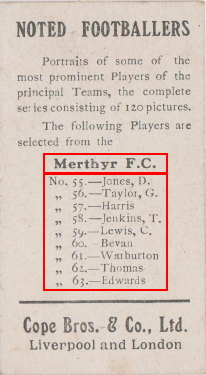 NOTED FOOTBALLERS
Portraits of some of the
most prominent Players of the
principal Teams, the complete
series consisting of 120 pictures.
The following Players are
selected from the
Merthyr F.C.
No. 55.—Jones, D.
„ 56.—Taylor, G.
„ 57.—Harris
„ 58.—Jenkins, T.
„ 59.—Lewis, C.
„ 60.—Bevan
„ 61.—Warburton
„ 62.—Thomas
„ 63.—Edwards
Cope Bros. & Co., Ltd.
Liverpool and London